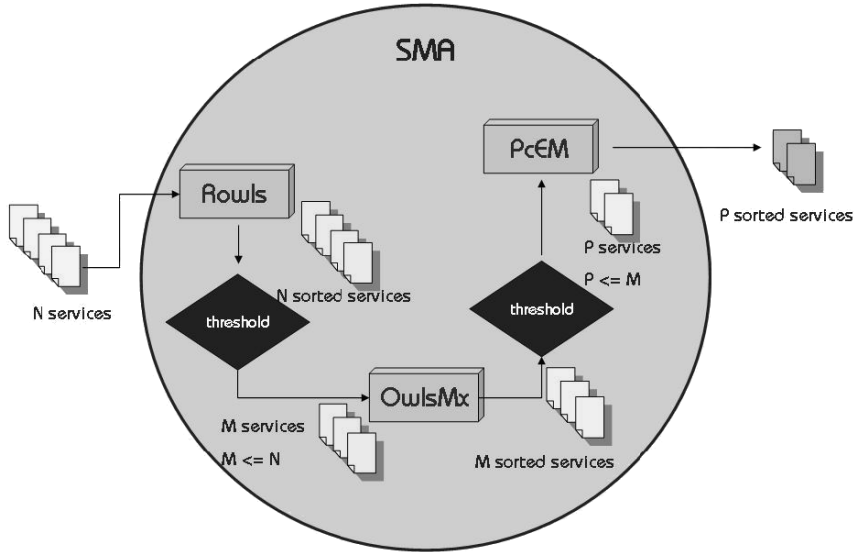 SMA
PcEM
Rowls
P sorted services
P services
P <= M
N sorted services
N services
threshold
threshold
OwlsMx
M services
M <= N
M sorted services